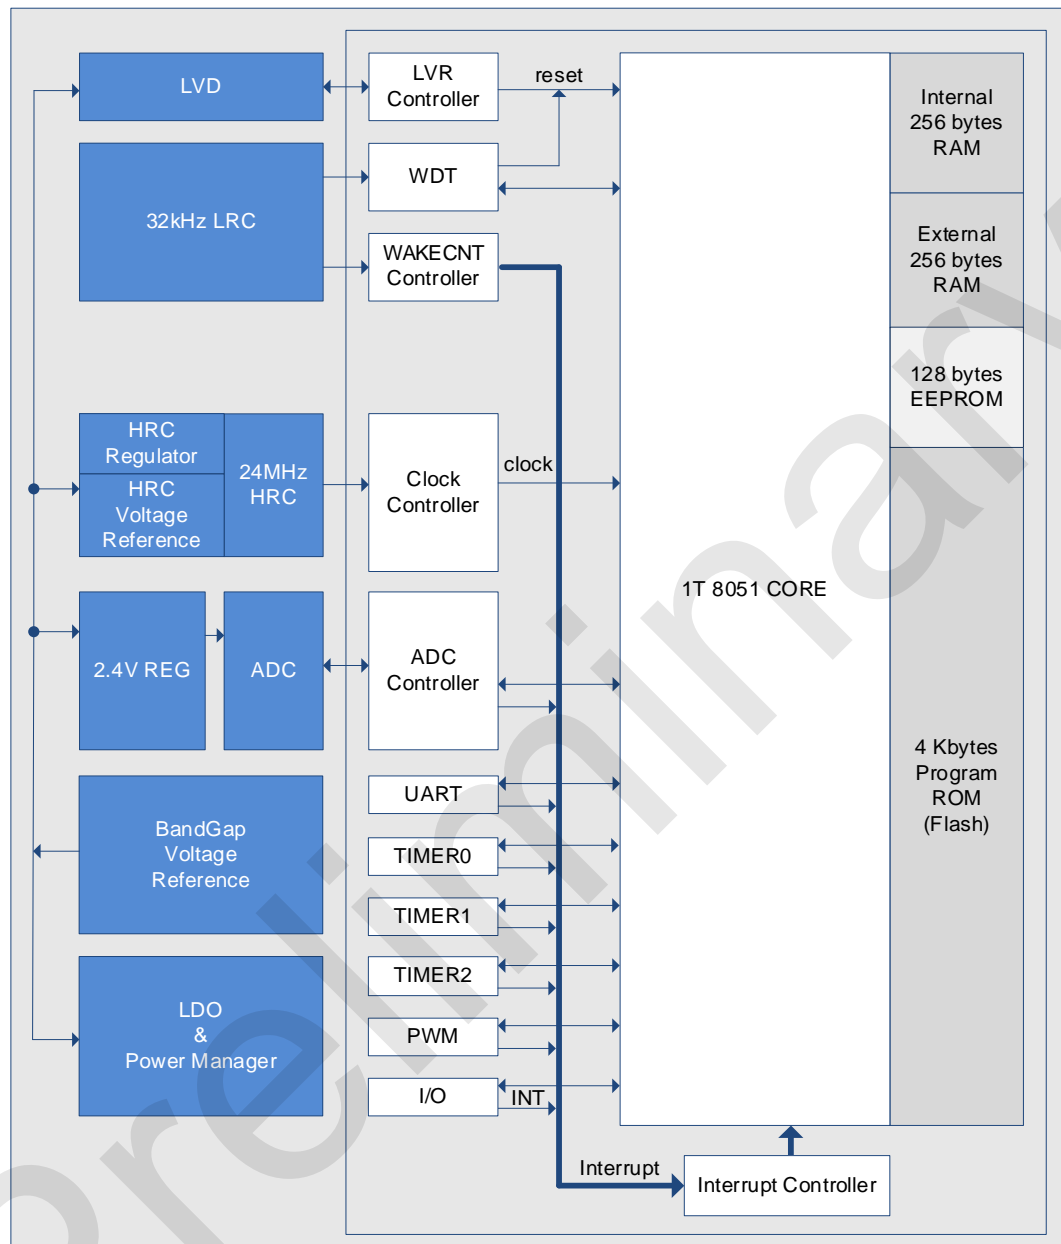 LVD
LVR
Controller
reset
Internal
256 bytes
RAM
32kHz LRC
WDT
WAKECNT
Controller
External
256 bytes
RAM
128 bytes
EEPROM
HRC
Regulator
HRC
Voltage
Reference
24MHz
HRC
Clock
Controller
clock
1T 8051 CORE
2.4V REG
ADC
ADC
Controller
4 Kbytes
Program
ROM
(Flash)
BandGap
Voltage
Reference
UART
TIMER0
TIMER1
TIMER2
LDO
&
Power Manager
PWM
I/O
INT
Interrupt
Interrupt Controller
Preliminary